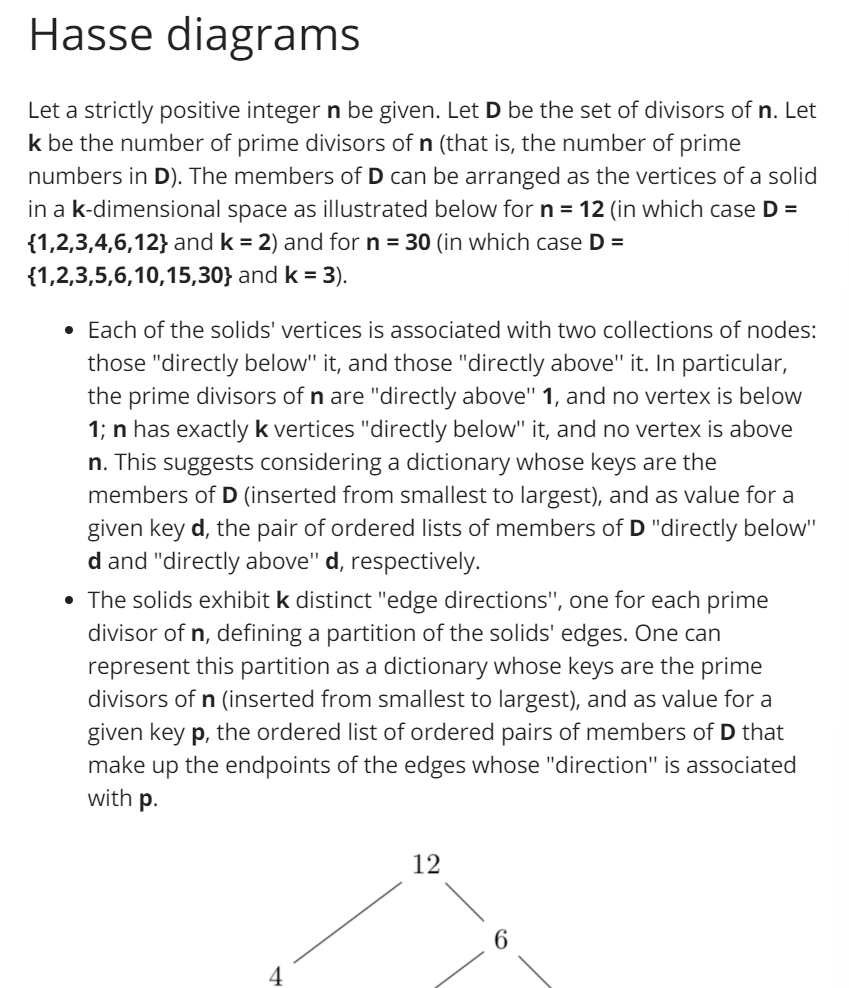 Hasse diagrams
Let a strictly positive integer n be given. Let D be the set of divisors of n. Let
k be the number of prime divisors of n (that is, the number of prime
numbers in D). The members of D can be arranged as the vertices of a solid
in a k-dimensional space as illustrated below for n = 12 (in which case D =
{1,2,3,4,6,12} and k = 2) and for n = 30 (in which case D =
{1,2,3,5,6,10,15,30} and k = 3).
• Each of the solids' vertices is associated with two collections of nodes:
those "directly below'' it, and those "directly above'' it. In particular,
the prime divisors of n are "directly above'' 1, and no vertex is below
1; n has exactly k vertices "directly below'' it, and no vertex is above
n. This suggests considering a dictionary whose keys are the
members of D (inserted from smallest to largest), and as value for a
given key d, the pair of ordered lists of members of D "directly below''
d and "directly above'' d, respectively.
• The solids exhibit k distinct "edge directions'', one for each prime
divisor of n, defining a partition of the solids' edges. One can
represent this partition as a dictionary whose keys are the prime
divisors of n (inserted from smallest to largest), and as value for a
given key p, the ordered list of ordered pairs of members of D that
make up the endpoints of the edges whose "direction'' is associated
with p.
12
6
4